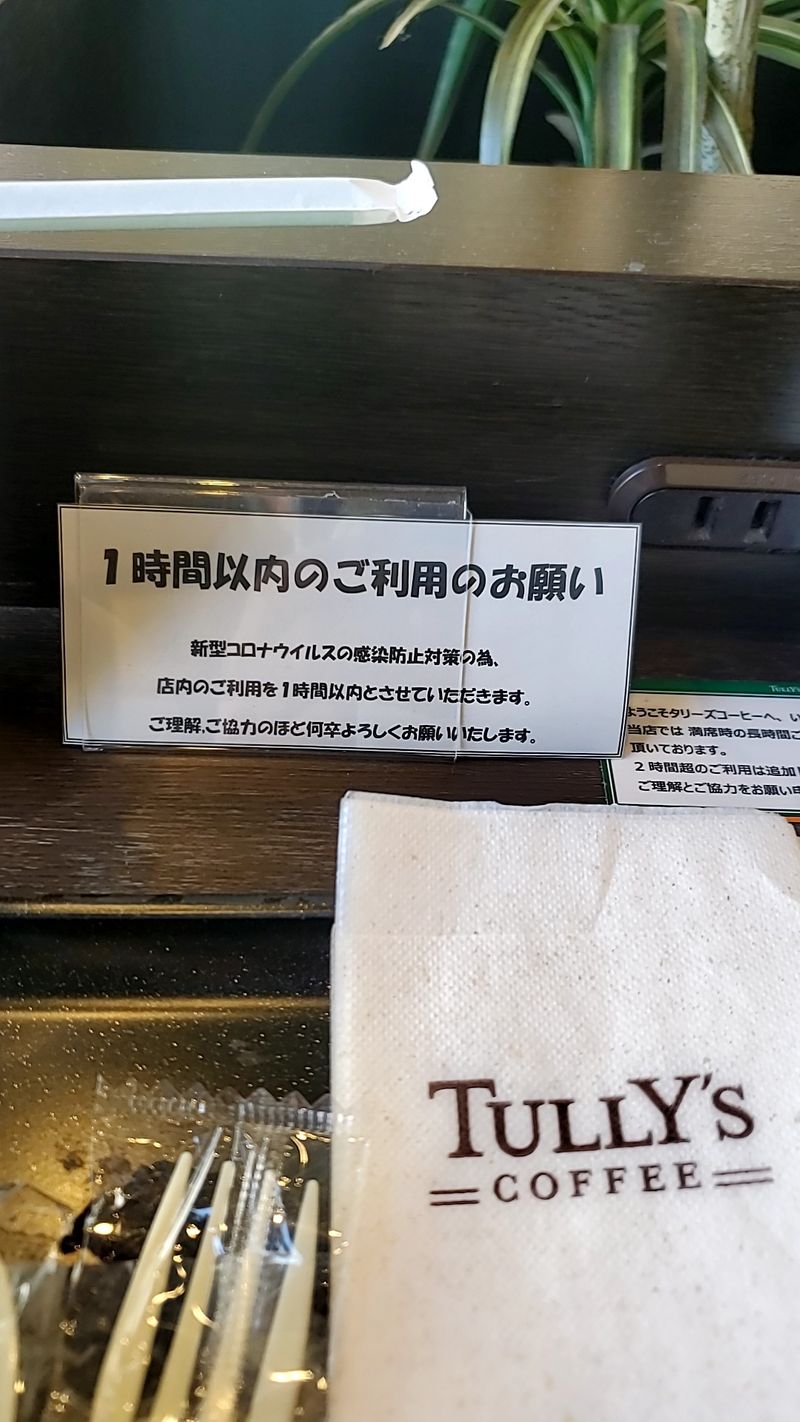 1時間以内のご利用のお願い
新型コロナウイルスの感染防止対策の為、
店内のご利用を1時間以内とさせていただきます。
ご理解、ご協力のほど何卒よろしくお願いいたします。
TULLY'S
ようこそタリーズコーヒーへ、い
当店では 満席時の長時間ご
頂いております。
2時間超のご利用は追加
ご理解とご協力をお願い申
TULLY'S
COFFEE